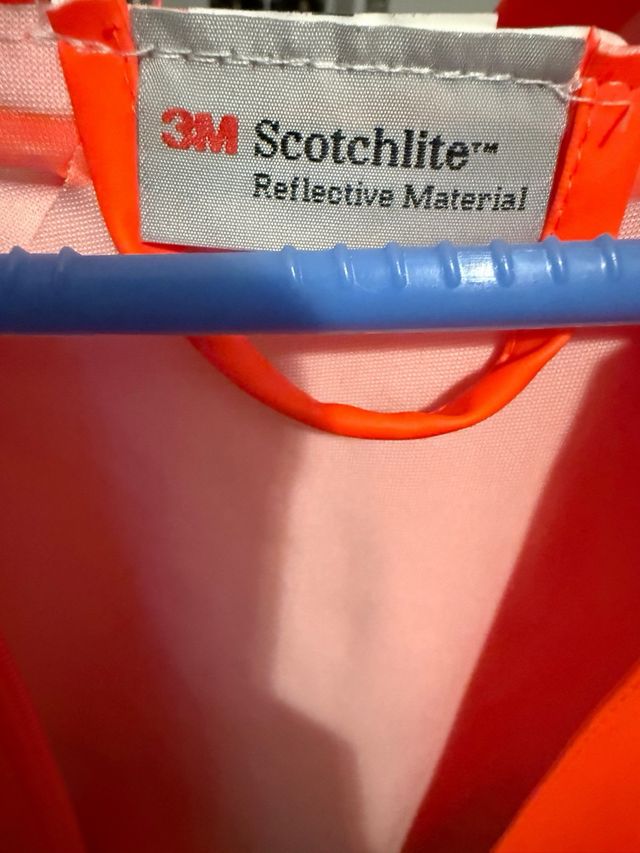 3M Scotchlite™
Reflective Material